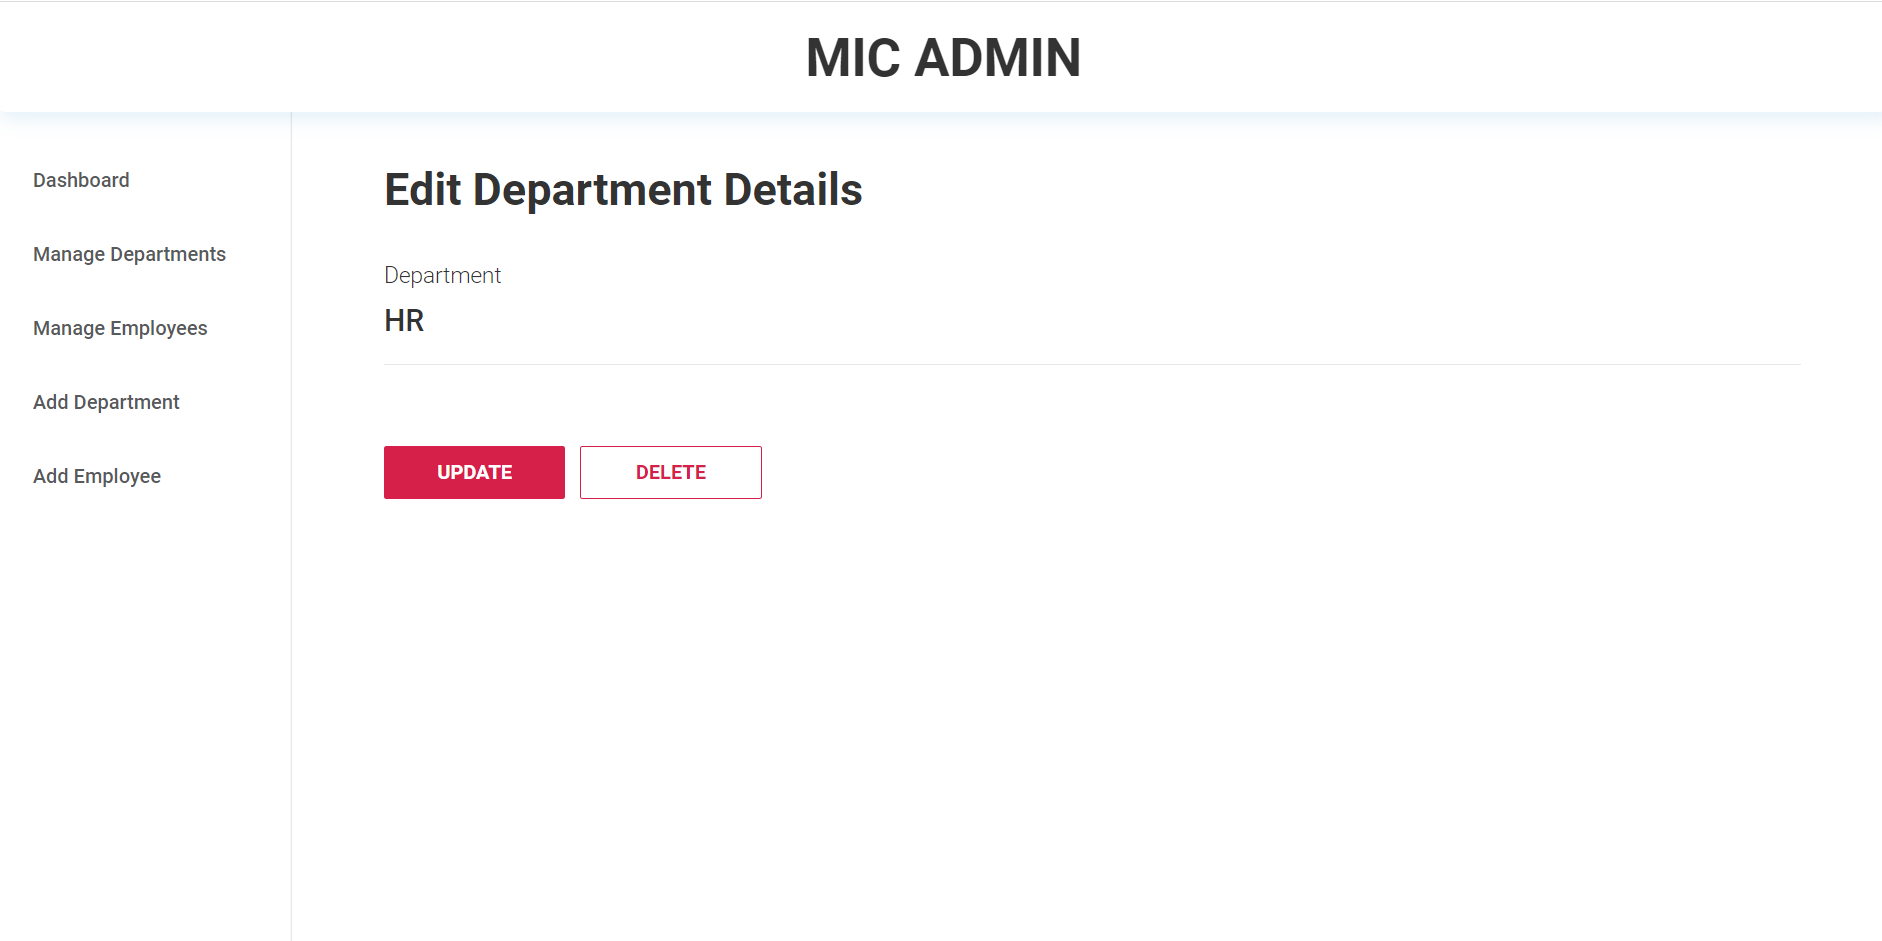 MIC ADMIN
Dashboard
Manage Departments
Manage Employees
Add Department
Add Employee
Edit Department Details
Department
HR
UPDATE
DELETE